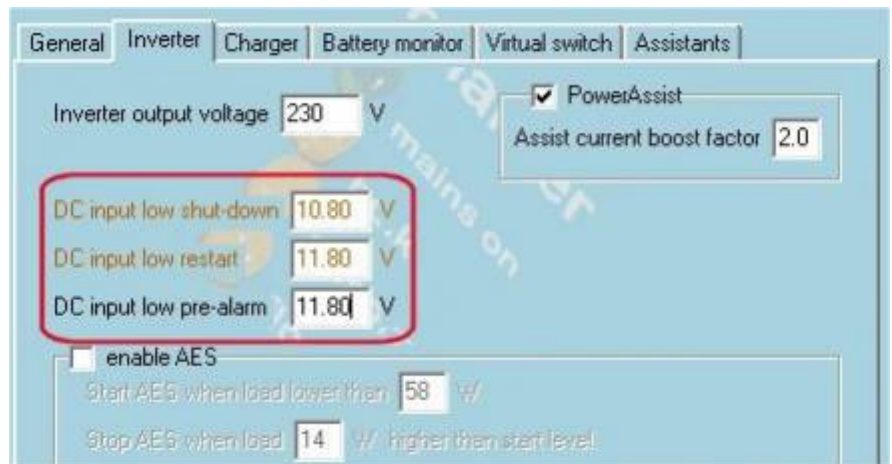 General Inverter Charger Battery monitor Virtual switch Assistants
Inverter output voltage 230 V
PowerAssist
Assist current boost factor 2.0
DC input low shut-down 10.80 V
DC input low restart 11.80 V
DC input low pre-alarm 11.80 V
enable AES
Start AES when load lower than 58 W
Stop AES when load 14 W higher than start level
mains on